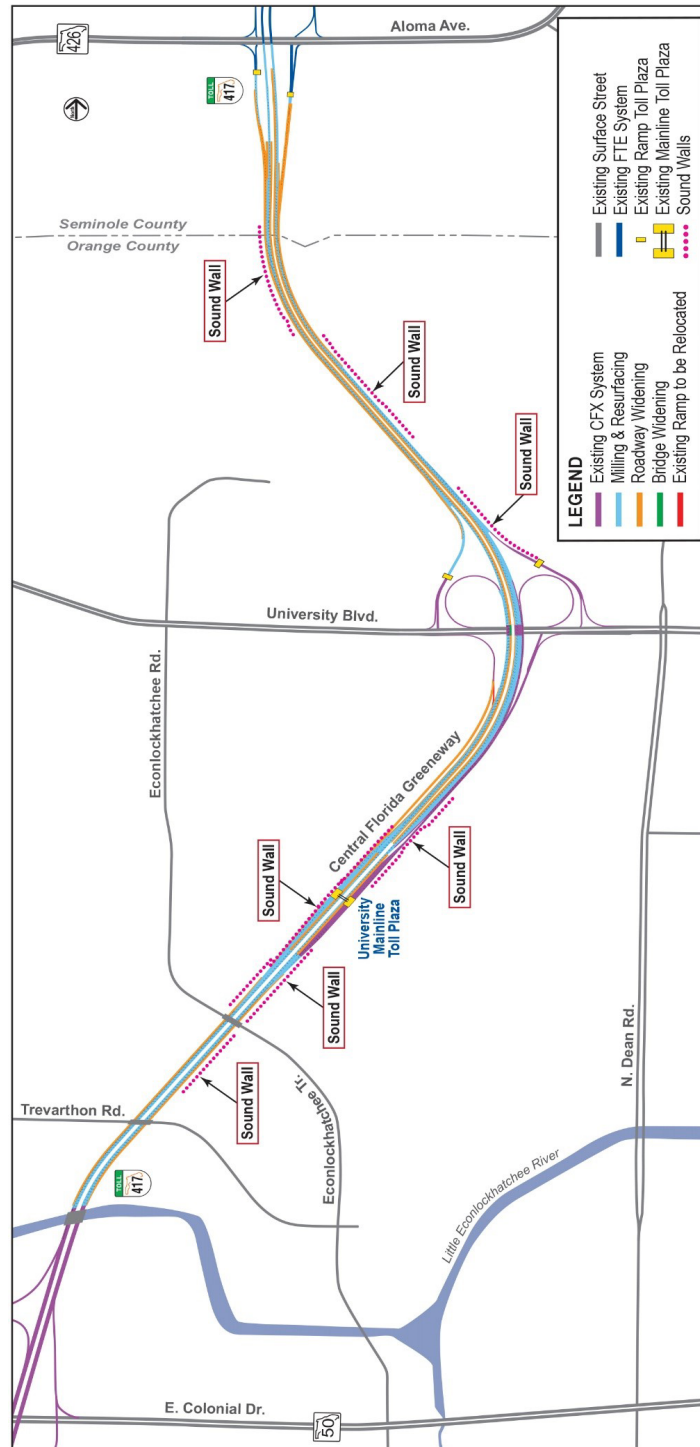 Aloma Ave.
426
North
TOLL
417
Seminole County
Orange County
Sound Wall
Sound Wall
Sound Wall
University Blvd.
Econlockhatchee Rd.
Central Florida Greeneway
Sound Wall
Sound Wall
University
Mainline
Toll Plaza
Sound Wall
Sound Wall
Econlockhatchee Tr.
Trevarthon Rd.
TOLL
417
Little Econlockhatchee River
N. Dean Rd.
E. Colonial Dr.
50
LEGEND
Existing CFX System
Milling & Resurfacing
Roadway Widening
Bridge Widening
Existing Ramp to be Relocated
Existing Surface Street
Existing FTE System
Existing Ramp Toll Plaza
Existing Mainline Toll Plaza
Sound Walls